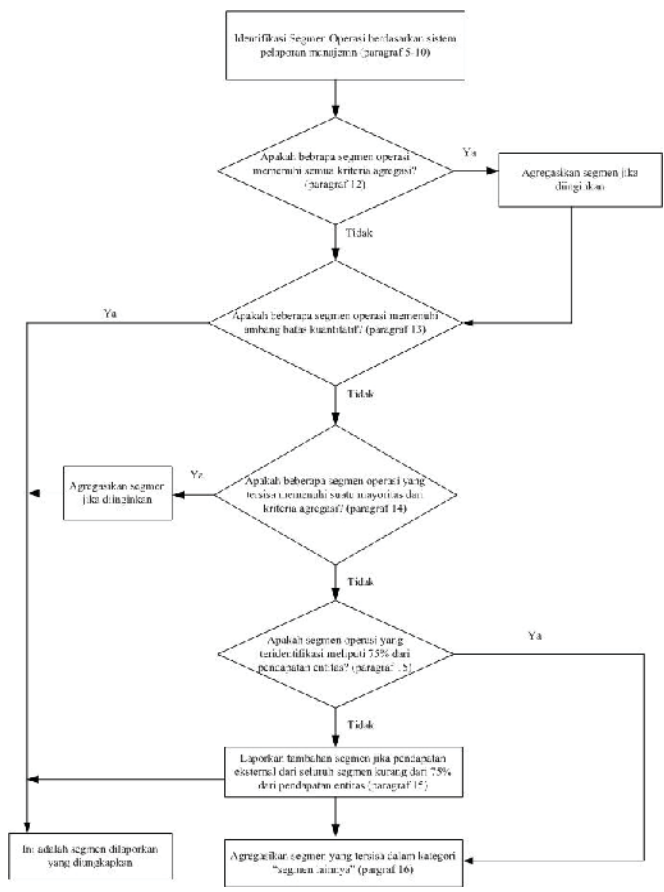 Identifikasi Segmen Operasi berdasarkan sistem
pelaporan manajemn (paragraf 5-10)
Apakah bebrapa segmen operasi
memenuhi semua kriteria agregasi?
(paragraf 12)
Ya
Agregasikan segmen jika
diinginkan
Tidak
Apakah beberapa segmen operasi memenuhi
ambang batas kuantitatif? (paragraf 13)
Ya
Tidak
Apakah beberapa segmen operasi yang
tersisa memenuhi suatu mayoritas dari
kriteria agregasi? (paragraf 14)
Ya
Agregasikan segmen
jika diinginkan
Tidak
Apakah segmen operasi yang
teridentifikasi meliputi 75% dari
pendapatan entitas? (paragraf 15)
Ya
Tidak
Laporkan tambahan segmen jika pendapatan
eksternal dari seluruh segmen kurang dari 75%
dari pendapatan entitas (paragraf 15)
Ini adalah segmen dilaporkan
yang diungkapkan
Agregasikan segmen yang tersisa dalam kategori
“segmen lainnya” (pargraf 16)